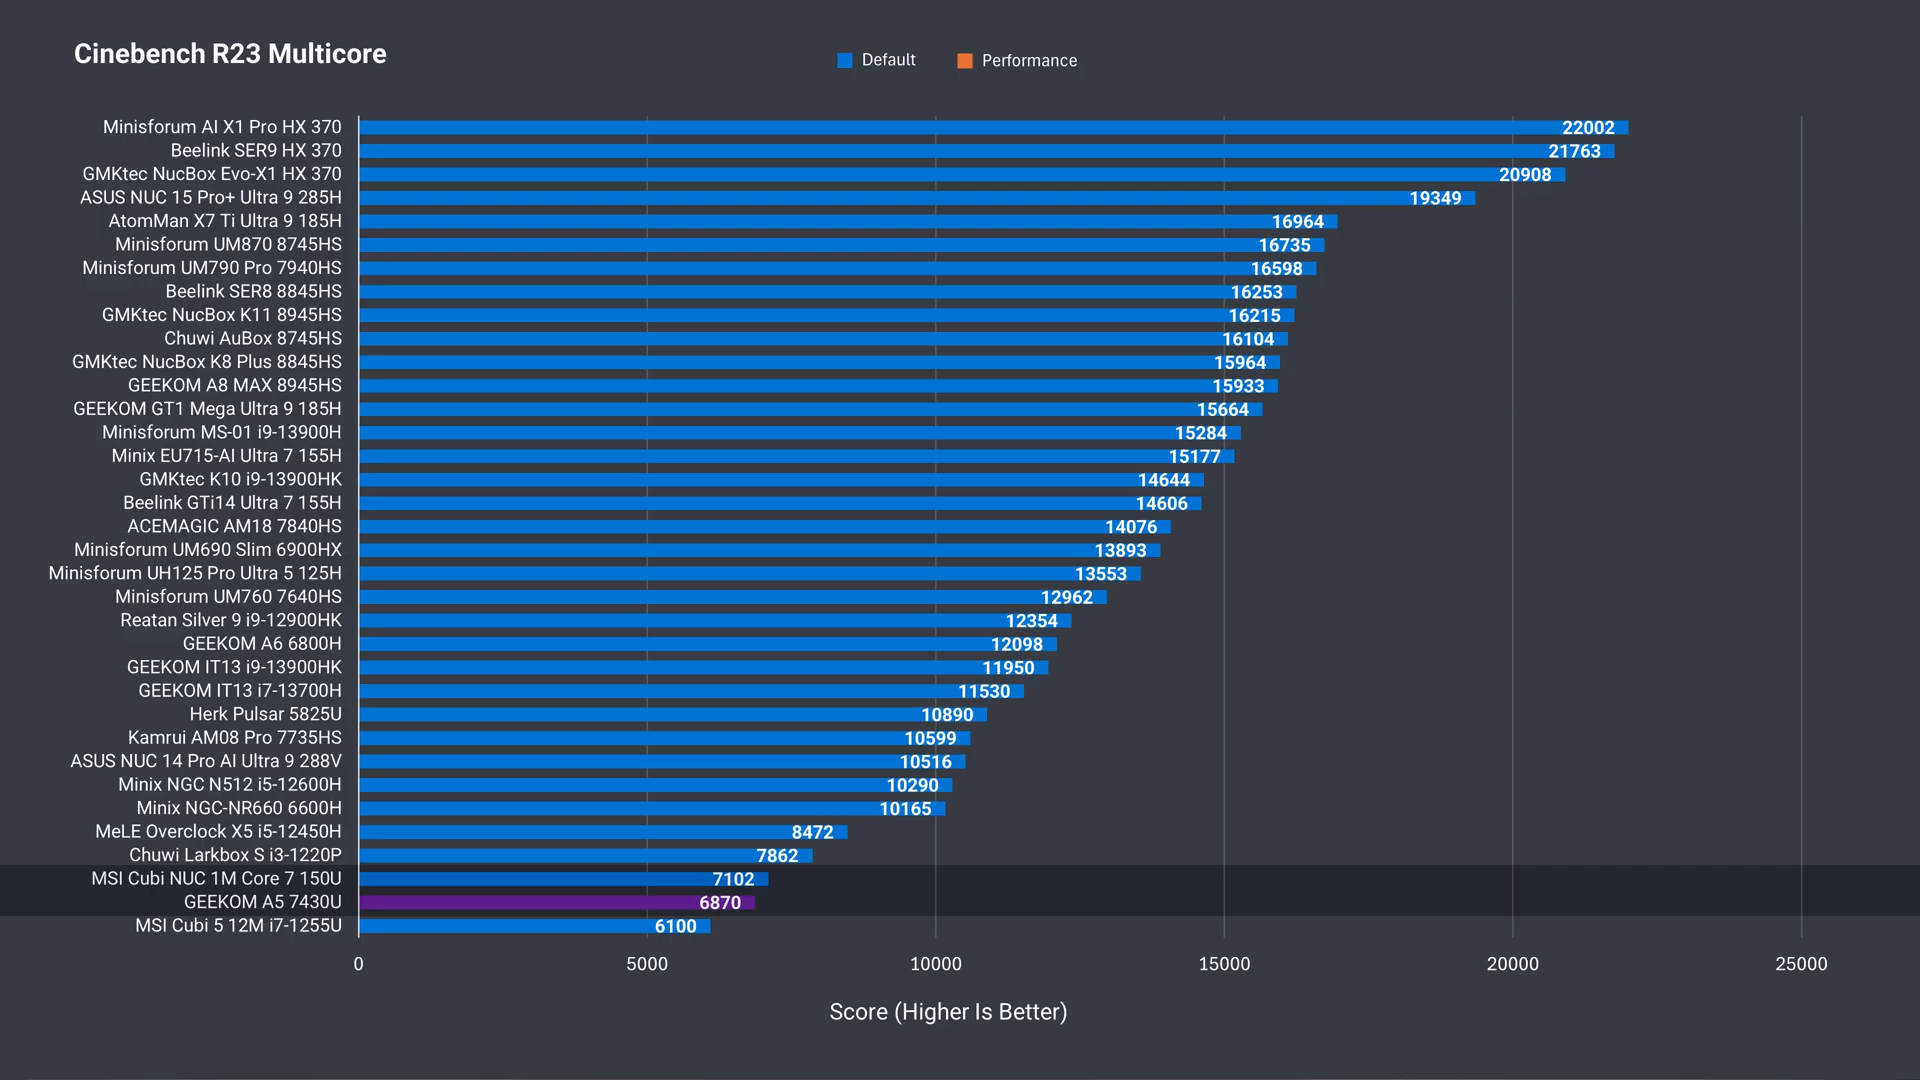 Cinebench R23 Multicore
Default
Performance
Minisforum AI X1 Pro HX 370 22002
Beelink SER9 HX 370 21763
GMKtec NucBox Evo-X1 HX 370 20908
ASUS NUC 15 Pro+ Ultra 9 285H 19349
AtomMan X7 Ti Ultra 9 185H 16964
Minisforum UM870 8745HS 16735
Minisforum UM790 Pro 7940HS 16598
Beelink SER8 8845HS 16253
GMKtec NucBox K11 8945HS 16215
Chuwi AuBox 8745HS 16104
GMKtec NucBox K8 Plus 8845HS 15964
GEEKOM A8 MAX 8945HS 15933
GEEKOM GT1 Mega Ultra 9 185H 15664
Minisforum MS-01 i9-13900H 15284
Minix EU715-AI Ultra 7 155H 15177
GMKtec K10 i9-13900HK 14644
Beelink GTi14 Ultra 7 155H 14606
ACEMAGIC AM18 7840HS 14076
Minisforum UM690 Slim 6900HX 13893
Minisforum UH125 Pro Ultra 5 125H 13553
Minisforum UM760 7640HS 12962
Reatan Silver 9 i9-12900HK 12354
GEEKOM A6 6800H 12098
GEEKOM IT13 i9-13900HK 11950
GEEKOM IT13 i7-13700H 11530
Herk Pulsar 5825U 10890
Kamrui AM08 Pro 7735HS 10599
ASUS NUC 14 Pro AI Ultra 9 288V 10516
Minix NGC N512 i5-12600H 10290
Minix NGC-NR660 6600H 10165
MeLE Overclock X5 i5-12450H 8472
Chuwi Larkbox S i3-1220P 7862
MSI Cubi NUC 1M Core 7 150U 7102
GEEKOM A5 7430U 6870
MSI Cubi 5 12M i7-1255U 6100
0 5000 10000 15000 20000 25000
Score (Higher Is Better)